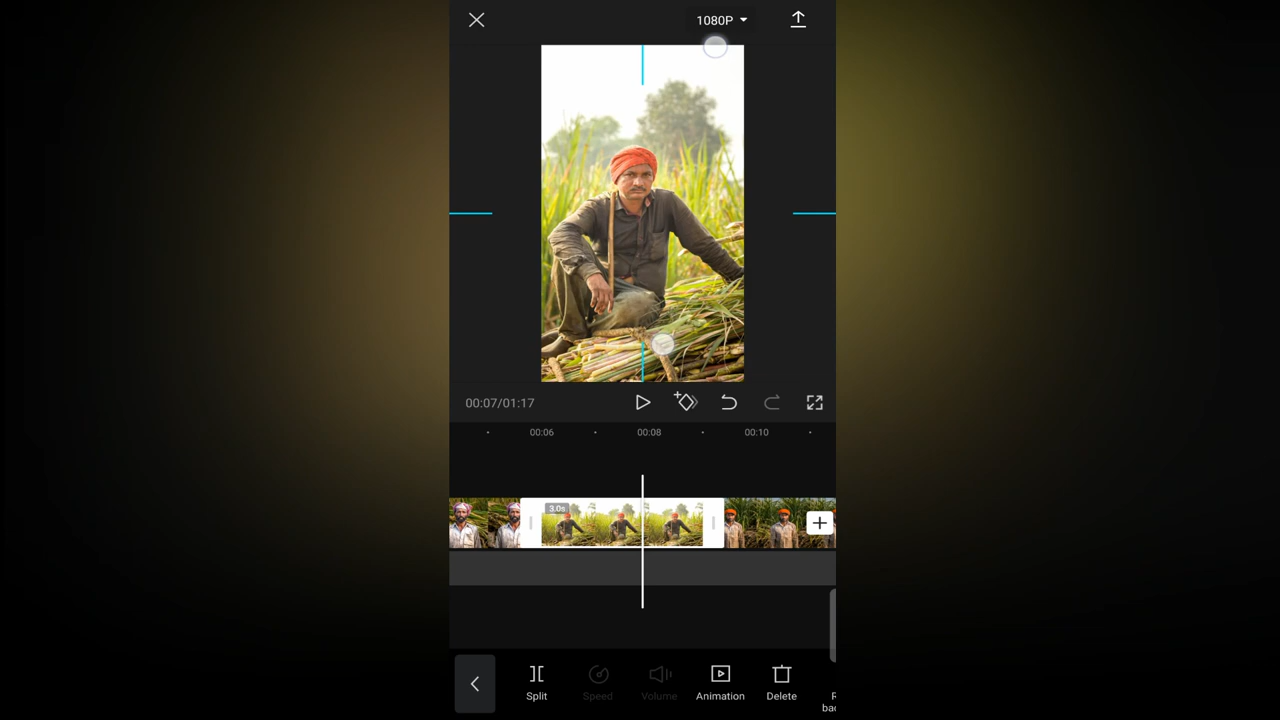 1080P
00:07/01:17
00:06
00:08
00:10
3.0s
Split
Speed
Volume
Animation
Delete